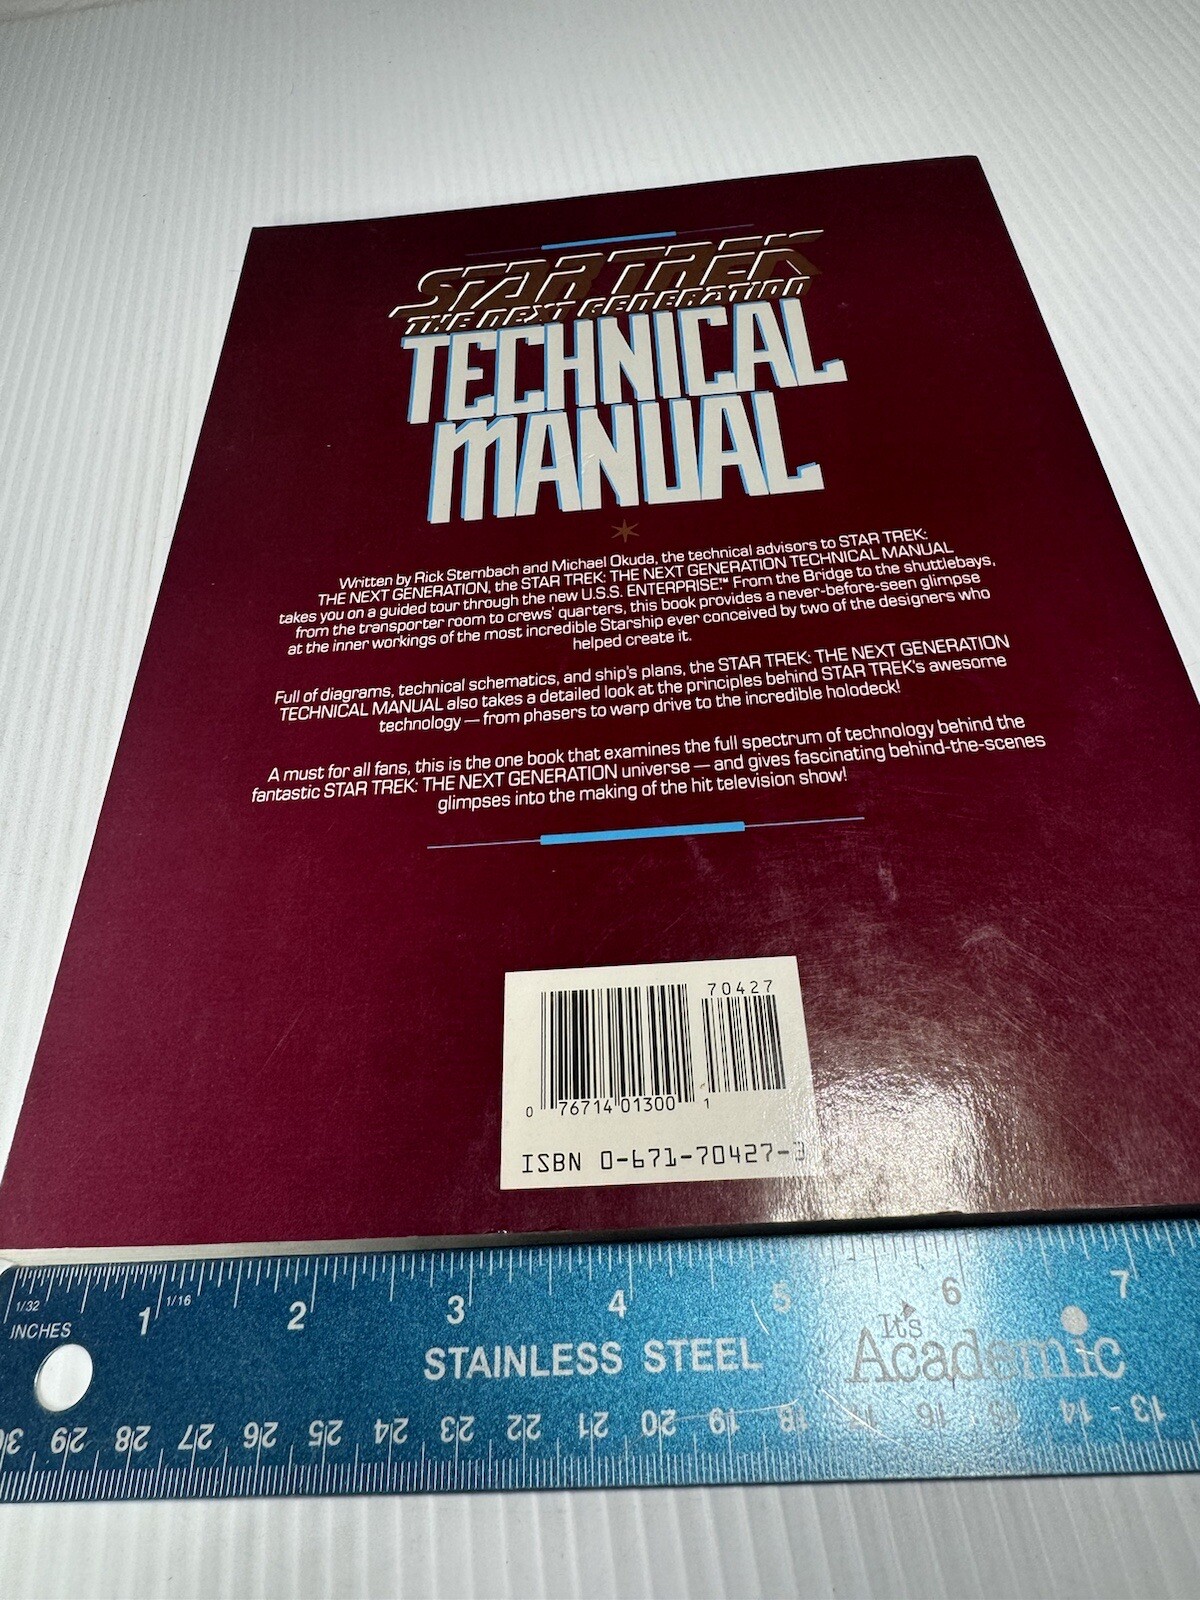 STAR TREK
THE NEXT GENERATION
TECHNICAL
MANUAL
Written by Rick Sternbach and Michael Okuda, the technical advisors to STAR TREK:
THE NEXT GENERATION, the STAR TREK: THE NEXT GENERATION TECHNICAL MANUAL
takes you on a guided tour through the new U.S.S. ENTERPRISE.™ From the Bridge to the shuttlebays,
from the transporter room to crews' quarters, this book provides a never-before-seen glimpse
at the inner workings of the most incredible Starship ever conceived by two of the designers who
helped create it.
Full of diagrams, technical schematics, and ship's plans, the STAR TREK: THE NEXT GENERATION
TECHNICAL MANUAL also takes a detailed look at the principles behind STAR TREK's awesome
technology — from phasers to warp drive to the incredible holodeck!
A must for all fans, this is the one book that examines the full spectrum of technology behind the
fantastic STAR TREK: THE NEXT GENERATION universe — and gives fascinating behind-the-scenes
glimpses into the making of the hit television show!
70427
0 76714 01300 1
ISBN 0-671-70427-3
1/32 1 1/16 2 3 4 5 6 7
INCHES
It's
STAINLESS STEEL Academic
30 29 28 27 26 25 24 23 22 21 20 19 18 17 16 15 14 13